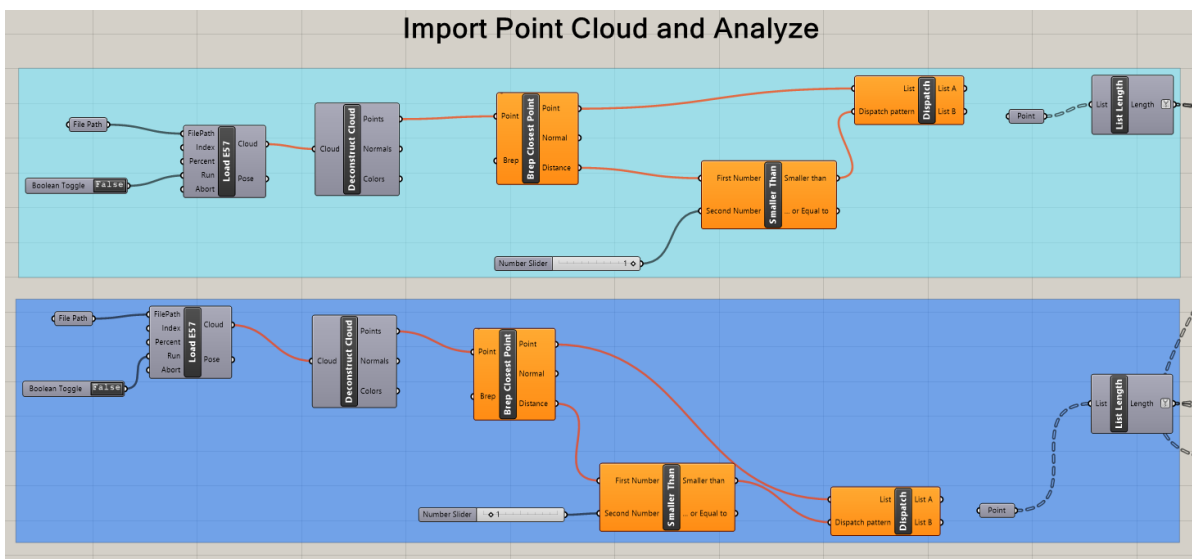 Import Point Cloud and Analyze
File Path
FilePath
Index
Percent
Run
Abort
Load E57
Cloud
Pose
Boolean Toggle False
Cloud
Deconstruct Cloud
Points
Normals
Colors
Point
Brep
Brep Closest Point
Point
Normal
Distance
First Number
Second Number
Smaller Than
Smaller than
... or Equal to
Number Slider 1
List
Dispatch pattern
Dispatch
List A
List B
Point
List
List Length
Length
File Path
FilePath
Index
Percent
Run
Abort
Load E57
Cloud
Pose
Boolean Toggle False
Cloud
Deconstruct Cloud
Points
Normals
Colors
Point
Brep
Brep Closest Point
Point
Normal
Distance
First Number
Second Number
Smaller Than
Smaller than
... or Equal to
Number Slider 1
List
Dispatch pattern
Dispatch
List A
List B
Point
List
List Length
Length